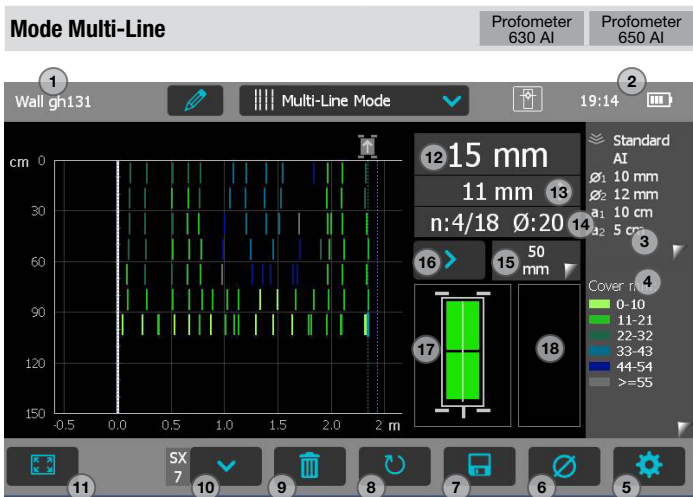 Mode Multi-Line
Profometer 630 AI
Profometer 650 AI
1
2
Wall gh131
Multi-Line Mode
19:14
cm 0
30
60
90
120
150
-0.5 0.0 0.5 1.0 1.5 2.0 2 m
12 15 mm
11 mm 13
n:4/18 Ø:20 14
16 >
15 50 mm
17
18
Standard
AI
Ø1 10 mm
Ø2 12 mm
a1 10 cm
a2 5 cm
3
4
Cover
0-10
11-21
22-32
33-43
44-54
>=55
SX
7
11
10
9
8
7
6
5